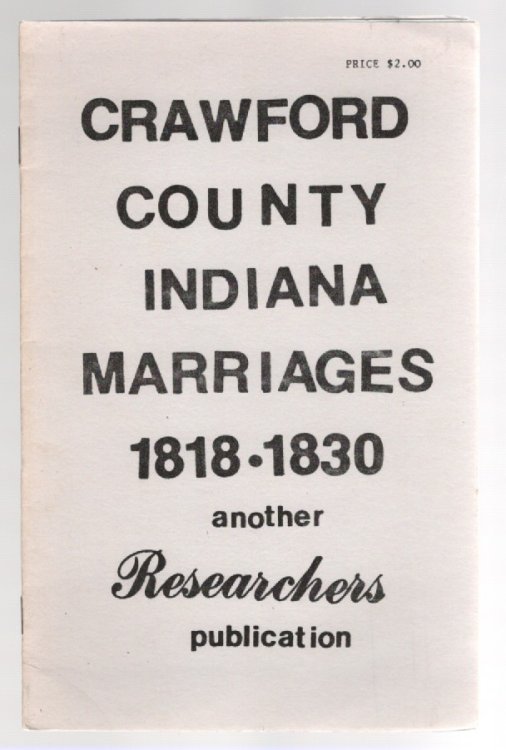 PRICE $2.00
CRAWFORD
COUNTY
INDIANA
MARRIAGES
1818•1830
another
Researchers
publication